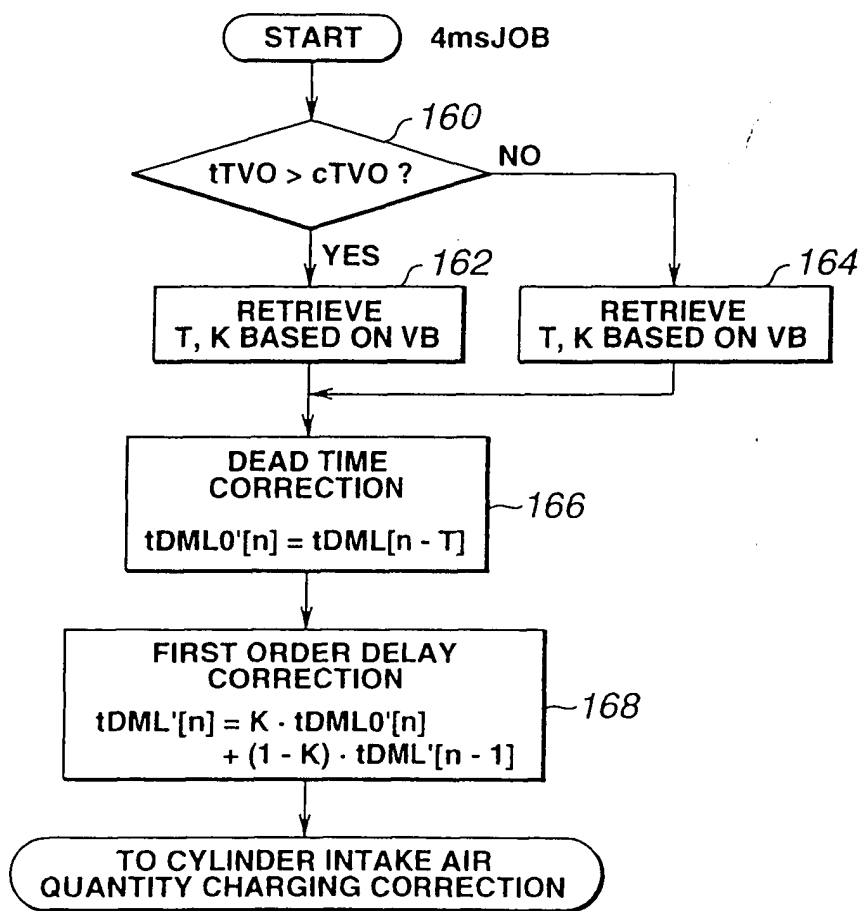 START 4msJOB
160
tTVO > cTVO ?
NO
YES
162
164
RETRIEVE
T, K BASED ON VB
RETRIEVE
T, K BASED ON VB
DEAD TIME
CORRECTION
tDML0'[n] = tDML[n - T]
166
FIRST ORDER DELAY
CORRECTION
tDML'[n] = K · tDML0'[n]
+ (1 - K) · tDML'[n - 1]
168
TO CYLINDER INTAKE AIR
QUANTITY CHARGING CORRECTION